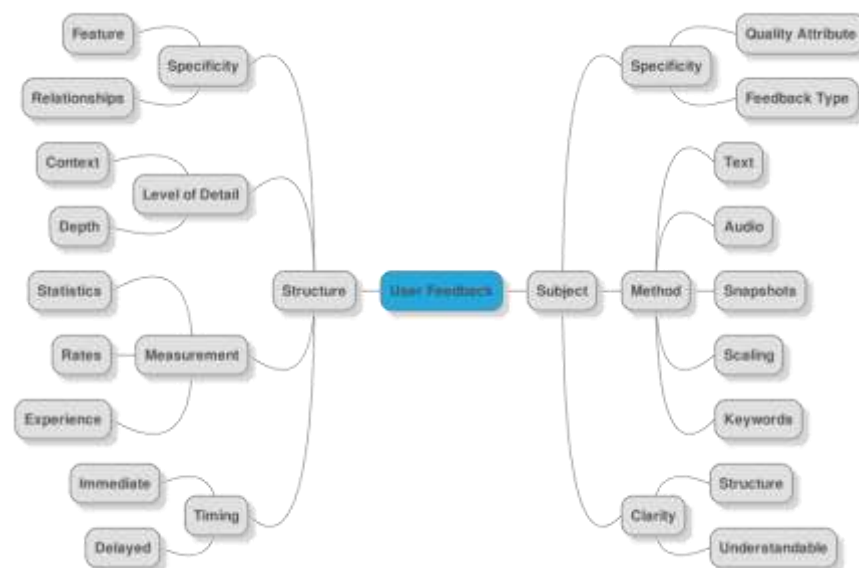 Feature
Specificity
Relationships
Context
Level of Detail
Depth
Statistics
Rates
Measurement
Experience
Immediate
Timing
Delayed
Structure
User Feedback
Subject
Specificity
Quality Attribute
Feedback Type
Method
Text
Audio
Snapshots
Scaling
Keywords
Clarity
Structure
Understandable